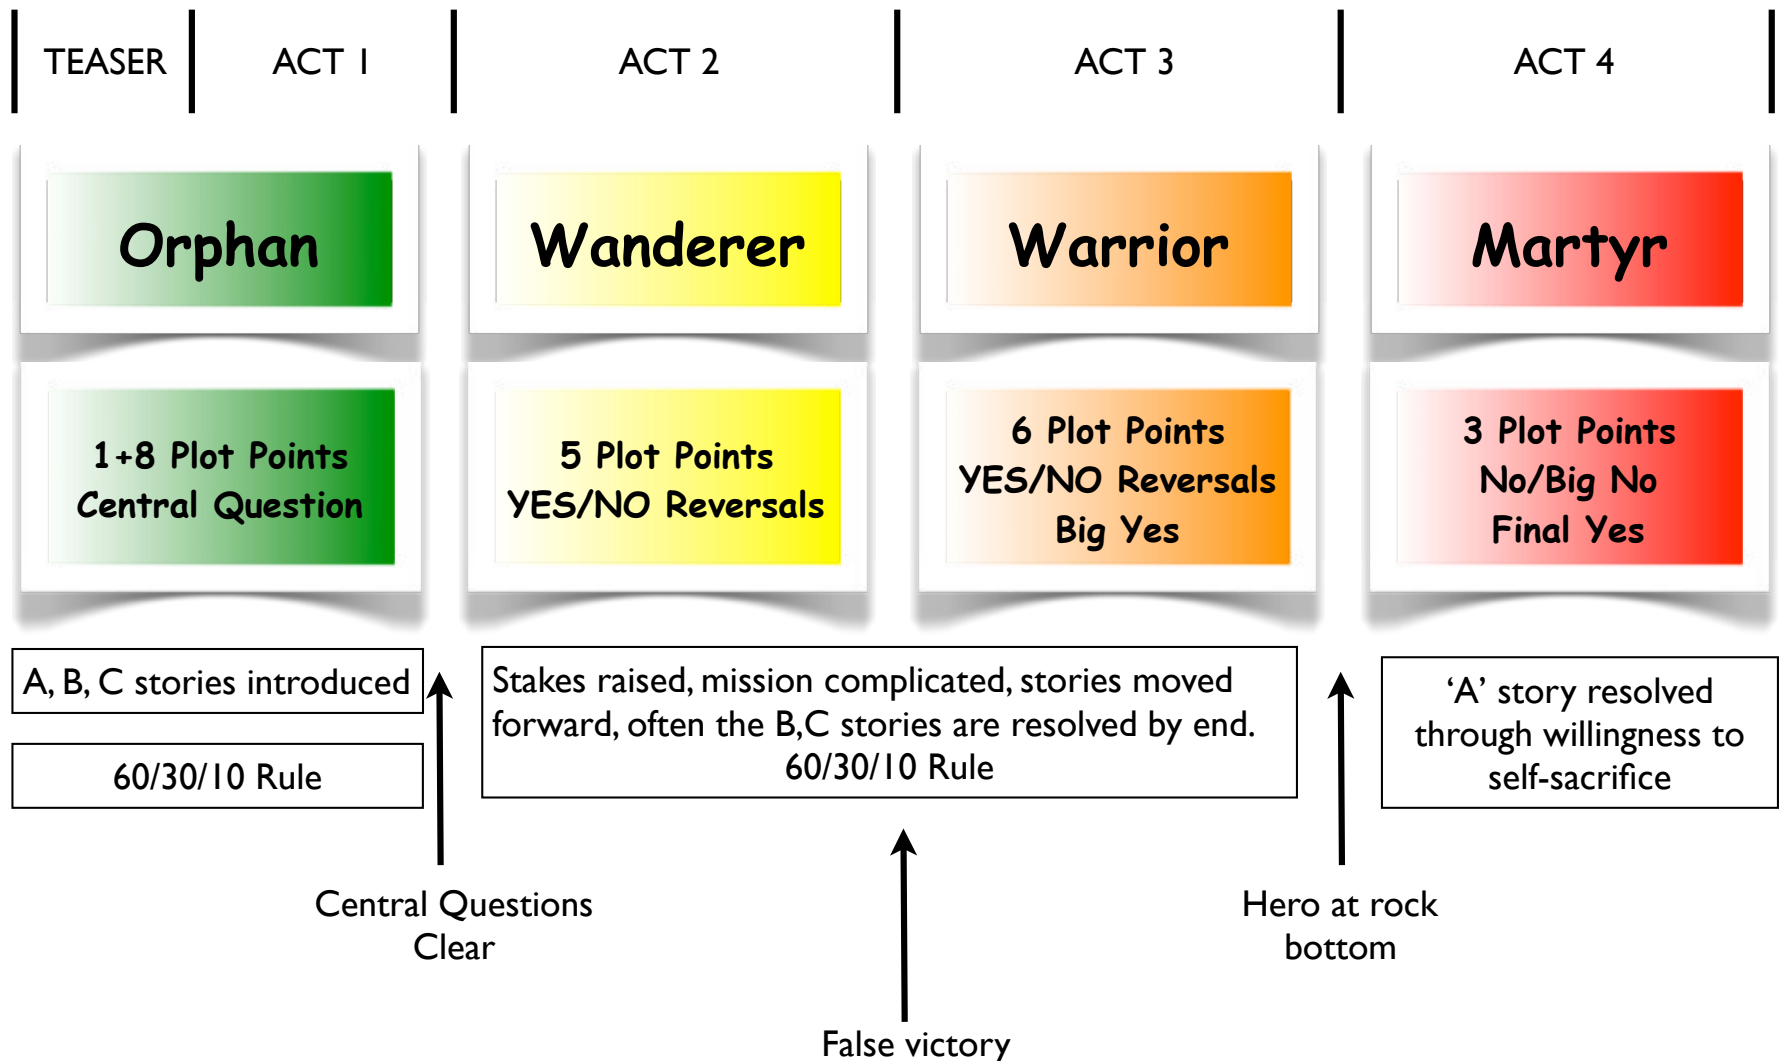 TEASER
ACT 1
ACT 2
ACT 3
ACT 4
Orphan
Wanderer
Warrior
Martyr
1+8 Plot Points
Central Question
5 Plot Points
YES/NO Reversals
6 Plot Points
YES/NO Reversals
Big Yes
3 Plot Points
No/Big No
Final Yes
A, B, C stories introduced
60/30/10 Rule
Stakes raised, mission complicated, stories moved
forward, often the B,C stories are resolved by end.
60/30/10 Rule
‘A’ story resolved
through willingness to
self-sacrifice
Central Questions
Clear
False victory
Hero at rock
bottom